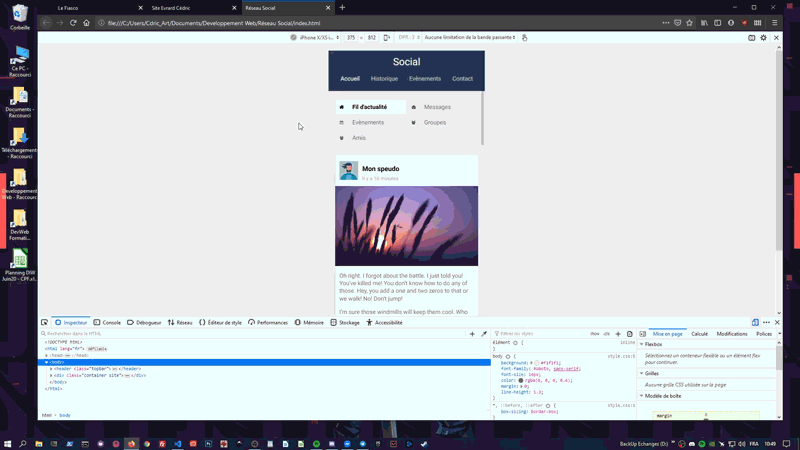 Corbeille
Ce PC -
Raccourci
Documents -
Raccourci
Téléchargements
- Raccourci
Developpement
Web - Raccourci
DevWeb
Formati...
Planning DW
Juin20 - CPF.xl...
Le Fiasco
Site Evrard Cédric
Réseau Social
file:///C:/Users/Cdric_Art/Documents/Developpement Web/Réseau Social/index.html
iPhone X/XS i...
375 × 812
DPR: 3
Aucune limitation de la bande passante
Social
Accueil Historique Evènements Contact
Fil d'actualité Messages
Evènements Groupes
Amis
Mon speudo
il y a 10 minutes
Oh right. I forgot about the battle. I just told you!
You've killed me! You don't know how to do any
of those. Hey, you add a one and two zeros to that or
we walk! No! Don't jump!
I'm sure those windmills will keep them cool. Who
Inspecteur Console Débogueur Réseau Éditeur de style Performances Mémoire Stockage Accessibilité
Rechercher dans le HTML
<!DOCTYPE html>
<html lang="fr"> défilable
<head> </head>
<body>
<header class="topbar"> </header>
<div class="container site"> </div>
</body>
</html>
html > body
Filtrer les styles
:hov .cls
élément { inline
}
body { style.css:6
background: #f1f1f1;
font-family: Roboto, sans-serif;
font-size: 14px;
color: rgb(0, 0, 0, 0.6);
margin: 0;
line-height: 1.2;
}
*, ::before, ::after { style.css:1
box-sizing: border-box;
Mise en page Calculé Modifications Polices
Flexbox
Sélectionnez un conteneur flexible ou un élément flex
pour continuer.
Grilles
Aucune grille CSS utilisée sur la page
Modèle de boîte
margin 0
BackUp Echanges (D:)
FRA 10:49